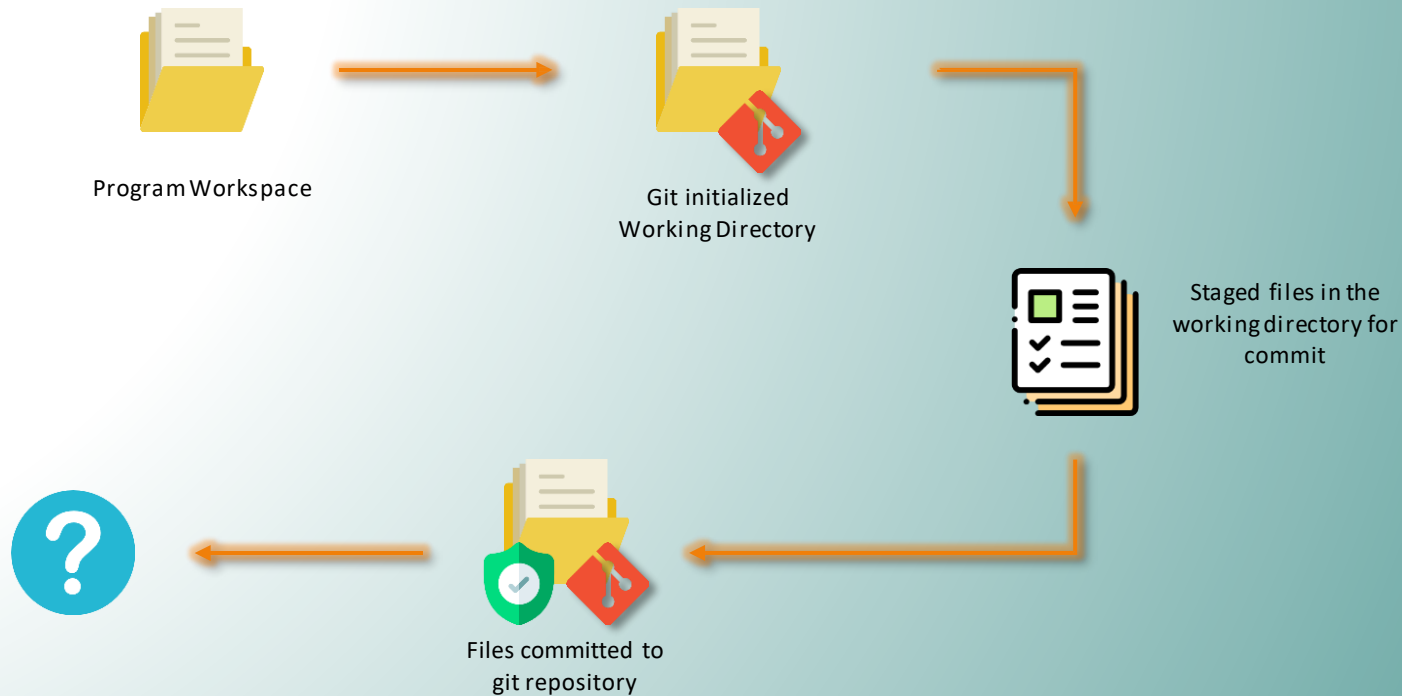 Program Workspace
Git initialized
Working Directory
Staged files in the
working directory for
commit
Files committed to
git repository